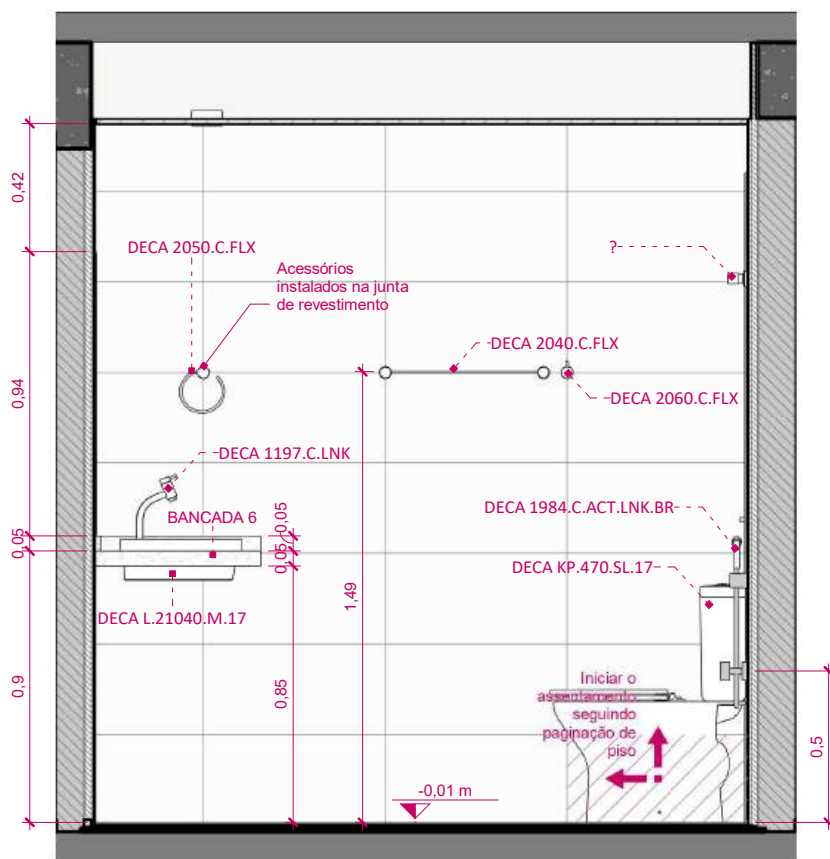 0,42
DECA 2050.C.FLX
Acessórios
instalados na junta
de revestimento
?
DECA 2040.C.FLX
DECA 2060.C.FLX
0,94
DECA 1197.C.LNK
BANCADA 6
0,05
0,05
0,05
DECA 1984.C.ACT.LNK.BR
DECA KP.470.SL.17
DECA L.21040.M.17
1,49
0,9
0,85
Iniciar o
assentamento
seguindo
paginação de
piso
0,5
-0,01 m